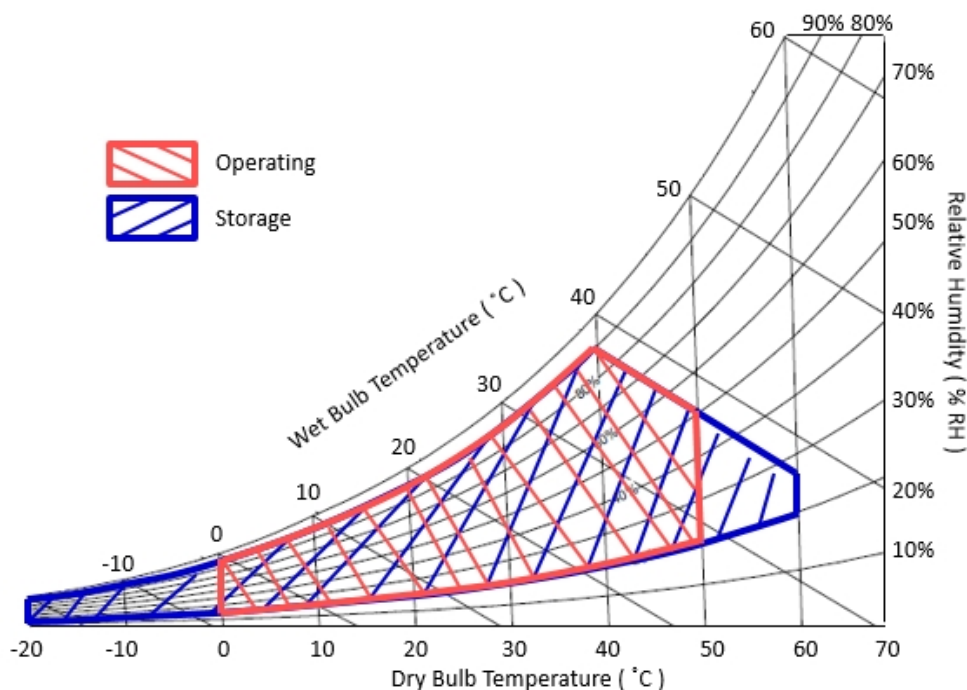 60
90% 80%
70%
Operating
60%
50
Storage
50%
Relative Humidity ( % RH )
Wet Bulb Temperature ( ˚C )
40
40%
30
80%
30%
20
20%
10
0
10%
-10
-20 -10 0 10 20 30 40 50 60 70
Dry Bulb Temperature ( ˚C )